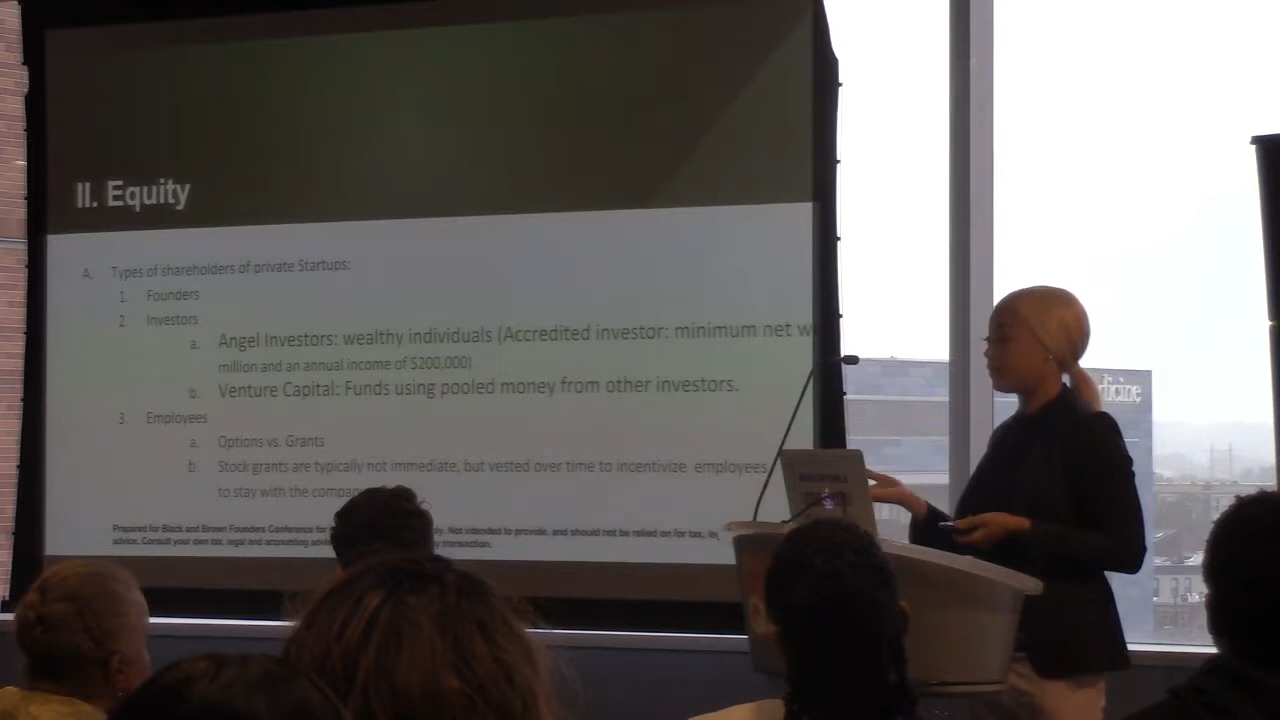 II. Equity
A. Types of shareholders of private Startups:
1. Founders
2. Investors
a. Angel Investors: wealthy individuals (Accredited investor: minimum net
million and an annual income of $200,000)
b. Venture Capital: Funds using pooled money from other investors.
3. Employees
a. Options vs. Grants
b. Stock grants are typically not immediate, but vested over time to incentivize employees
to stay with the company
Prepared for Black and Brown Founders Conference for Not intended to provide, and should not be relied on for tax,
advice. Consult your own tax, legal and accounting transaction.